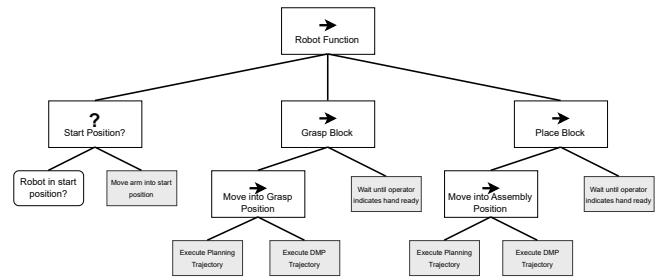 Robot Function
?
Start Position?
Grasp Block
Place Block
Robot in start
position?
Move arm into start
position
Move into Grasp
Position
Wait until operator
indicates hand ready
Move into Assembly
Position
Wait until operator
indicates hand ready
Execute Planning
Trajectory
Execute DMP
Trajectory
Execute Planning
Trajectory
Execute DMP
Trajectory